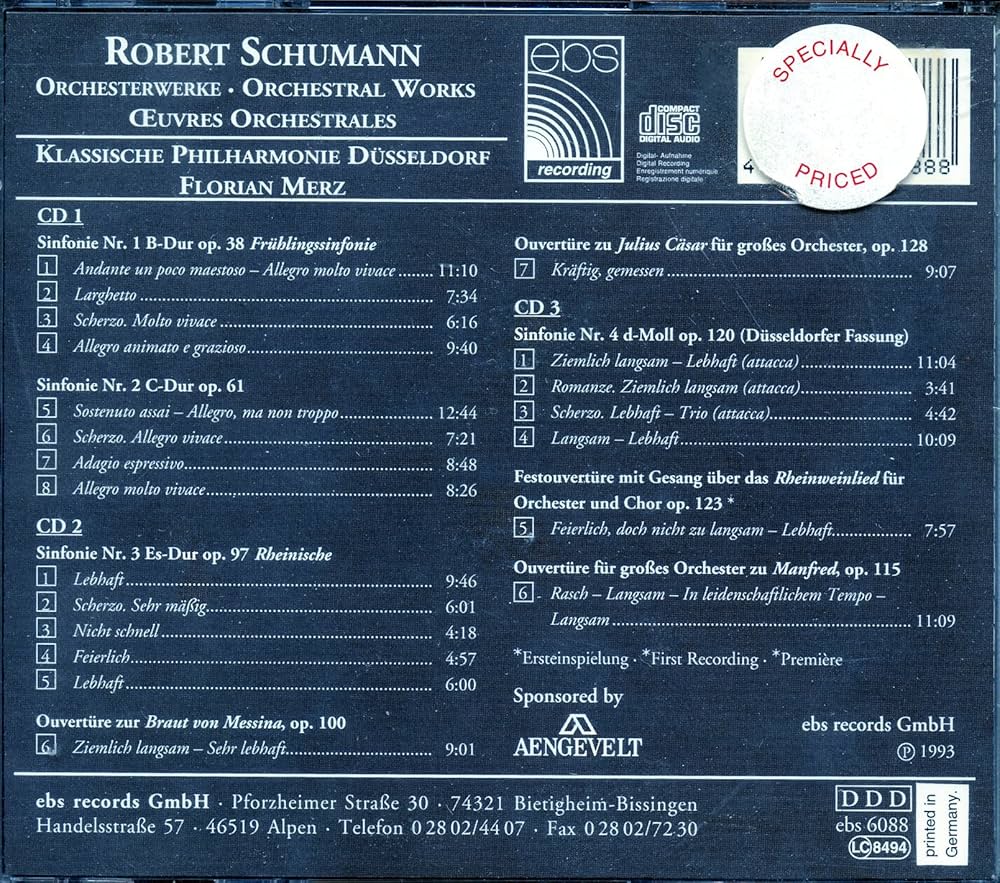 ROBERT SCHUMANN
ORCHESTERWERKE · ORCHESTRAL WORKS
ŒUVRES ORCHESTRALES
KLASSISCHE PHILHARMONIE DÜSSELDORF
FLORIAN MERZ
ebs
recording
COMPACT
disc
DIGITAL AUDIO
Digital- Aufnahme
Digital Recording
Enregistrement numérique
Registrazione digitale
SPECIALLY
PRICED
4
888
CD 1
Sinfonie Nr. 1 B-Dur op. 38 Frühlingssinfonie
1 Andante un poco maestoso – Allegro molto vivace 11:10
2 Larghetto 7:34
3 Scherzo. Molto vivace 6:16
4 Allegro animato e grazioso 9:40
Sinfonie Nr. 2 C-Dur op. 61
5 Sostenuto assai – Allegro, ma non troppo 12:44
6 Scherzo. Allegro vivace 7:21
7 Adagio espressivo 8:48
8 Allegro molto vivace 8:26
CD 2
Sinfonie Nr. 3 Es-Dur op. 97 Rheinische
1 Lebhaft 9:46
2 Scherzo. Sehr mäßig 6:01
3 Nicht schnell 4:18
4 Feierlich 4:57
5 Lebhaft 6:00
Ouvertüre zur Braut von Messina, op. 100
6 Ziemlich langsam – Sehr lebhaft 9:01
Ouvertüre zu Julius Cäsar für großes Orchester, op. 128
7 Kräftig, gemessen 9:07
CD 3
Sinfonie Nr. 4 d-Moll op. 120 (Düsseldorfer Fassung)
1 Ziemlich langsam – Lebhaft (attacca) 11:04
2 Romanze. Ziemlich langsam (attacca) 3:41
3 Scherzo. Lebhaft – Trio (attacca) 4:42
4 Langsam – Lebhaft 10:09
Festouvertüre mit Gesang über das Rheinweinlied für
Orchester und Chor op. 123 *
5 Feierlich, doch nicht zu langsam – Lebhaft 7:57
Ouvertüre für großes Orchester zu Manfred, op. 115
6 Rasch – Langsam – In leidenschaftlichem Tempo –
Langsam 11:09
*Ersteinspielung · *First Recording · *Première
Sponsored by
AENGEVELT
ebs records GmbH
℗ 1993
ebs records GmbH · Pforzheimer Straße 30 · 74321 Bietigheim-Bissingen
Handelsstraße 57 · 46519 Alpen · Telefon 0 28 02/44 07 · Fax 0 28 02/72 30
DDD
ebs 6088
LC 8494
printed in
Germany.